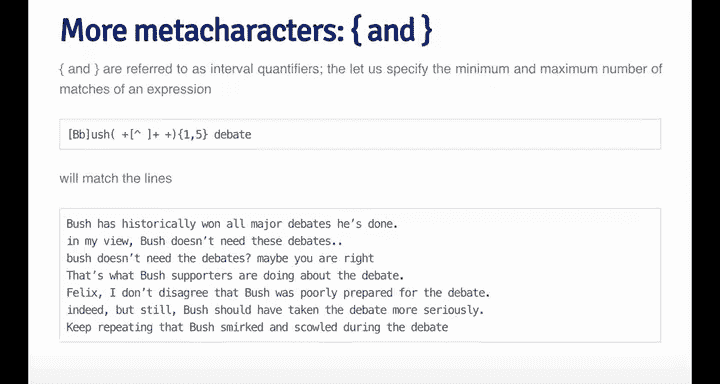 More metacharacters: { and }
{ and } are referred to as interval quantifiers; the let us specify the minimum and maximum number of
matches of an expression
[Bb]ush( +[^ ]+ +){1,5} debate
will match the lines
Bush has historically won all major debates he’s done.
in my view, Bush doesn’t need these debates..
bush doesn’t need the debates? maybe you are right
That’s what Bush supporters are doing about the debate.
Felix, I don’t disagree that Bush was poorly prepared for the debate.
indeed, but still, Bush should have taken the debate more seriously.
Keep repeating that Bush smirked and scowled during the debate